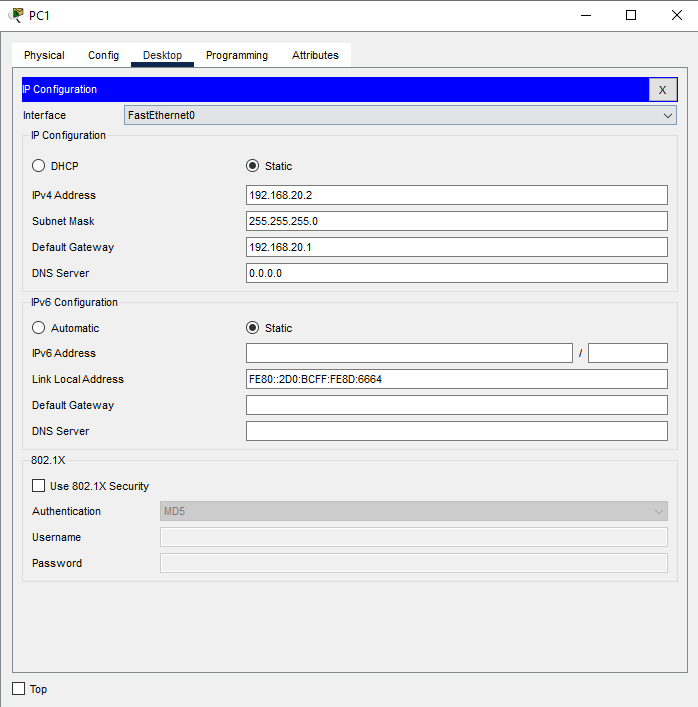 PC1
Physical Config Desktop Programming Attributes
IP Configuration X
Interface FastEthernet0
IP Configuration
DHCP Static
IPv4 Address 192.168.20.2
Subnet Mask 255.255.255.0
Default Gateway 192.168.20.1
DNS Server 0.0.0.0
IPv6 Configuration
Automatic Static
IPv6 Address /
Link Local Address FE80::2D0:BCFF:FE8D:6664
Default Gateway
DNS Server
802.1X
Use 802.1X Security
Authentication MD5
Username
Password
Top